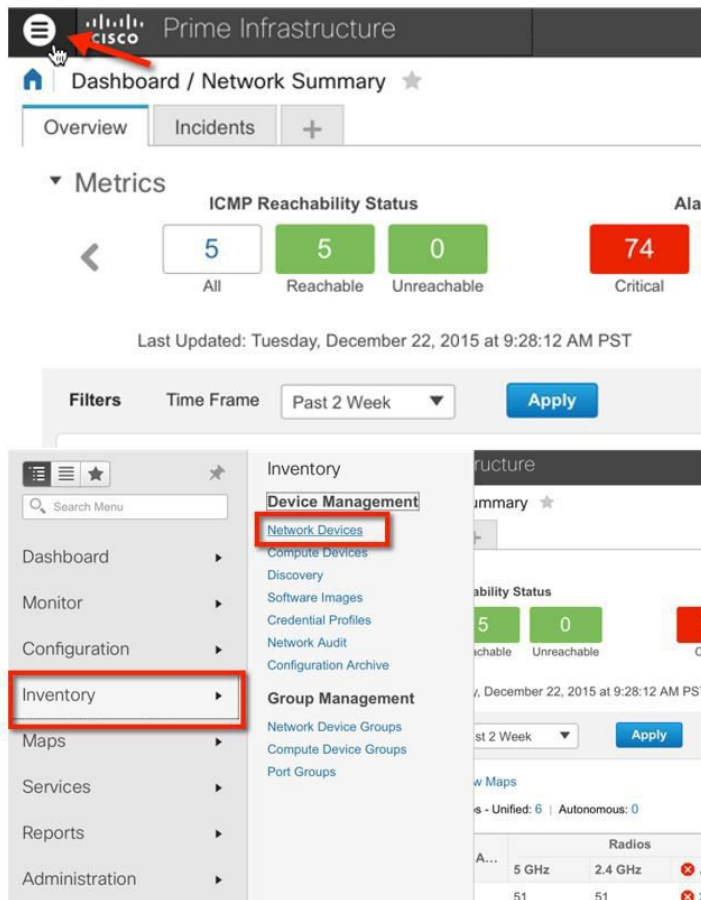 CISCO Prime Infrastructure
Dashboard / Network Summary
Overview Incidents +
Metrics
ICMP Reachability Status Ala
5 5 0 74
All Reachable Unreachable Critical
Last Updated: Tuesday, December 22, 2015 at 9:28:12 AM PST
Filters Time Frame Past 2 Week Apply
Search Menu
Dashboard
Monitor
Configuration
Inventory
Maps
Services
Reports
Administration
Inventory
Device Management
Network Devices
Compute Devices
Discovery
Software Images
Credential Profiles
Network Audit
Configuration Archive
Group Management
Network Device Groups
Compute Device Groups
Port Groups
ructure
ummary
+
ability Status
5 0
chable Unreachable C
, December 22, 2015 at 9:28:12 AM PS
st 2 Week Apply
w Maps
s - Unified: 6 | Autonomous: 0
Radios
A... 5 GHz 2.4 GHz
51 51